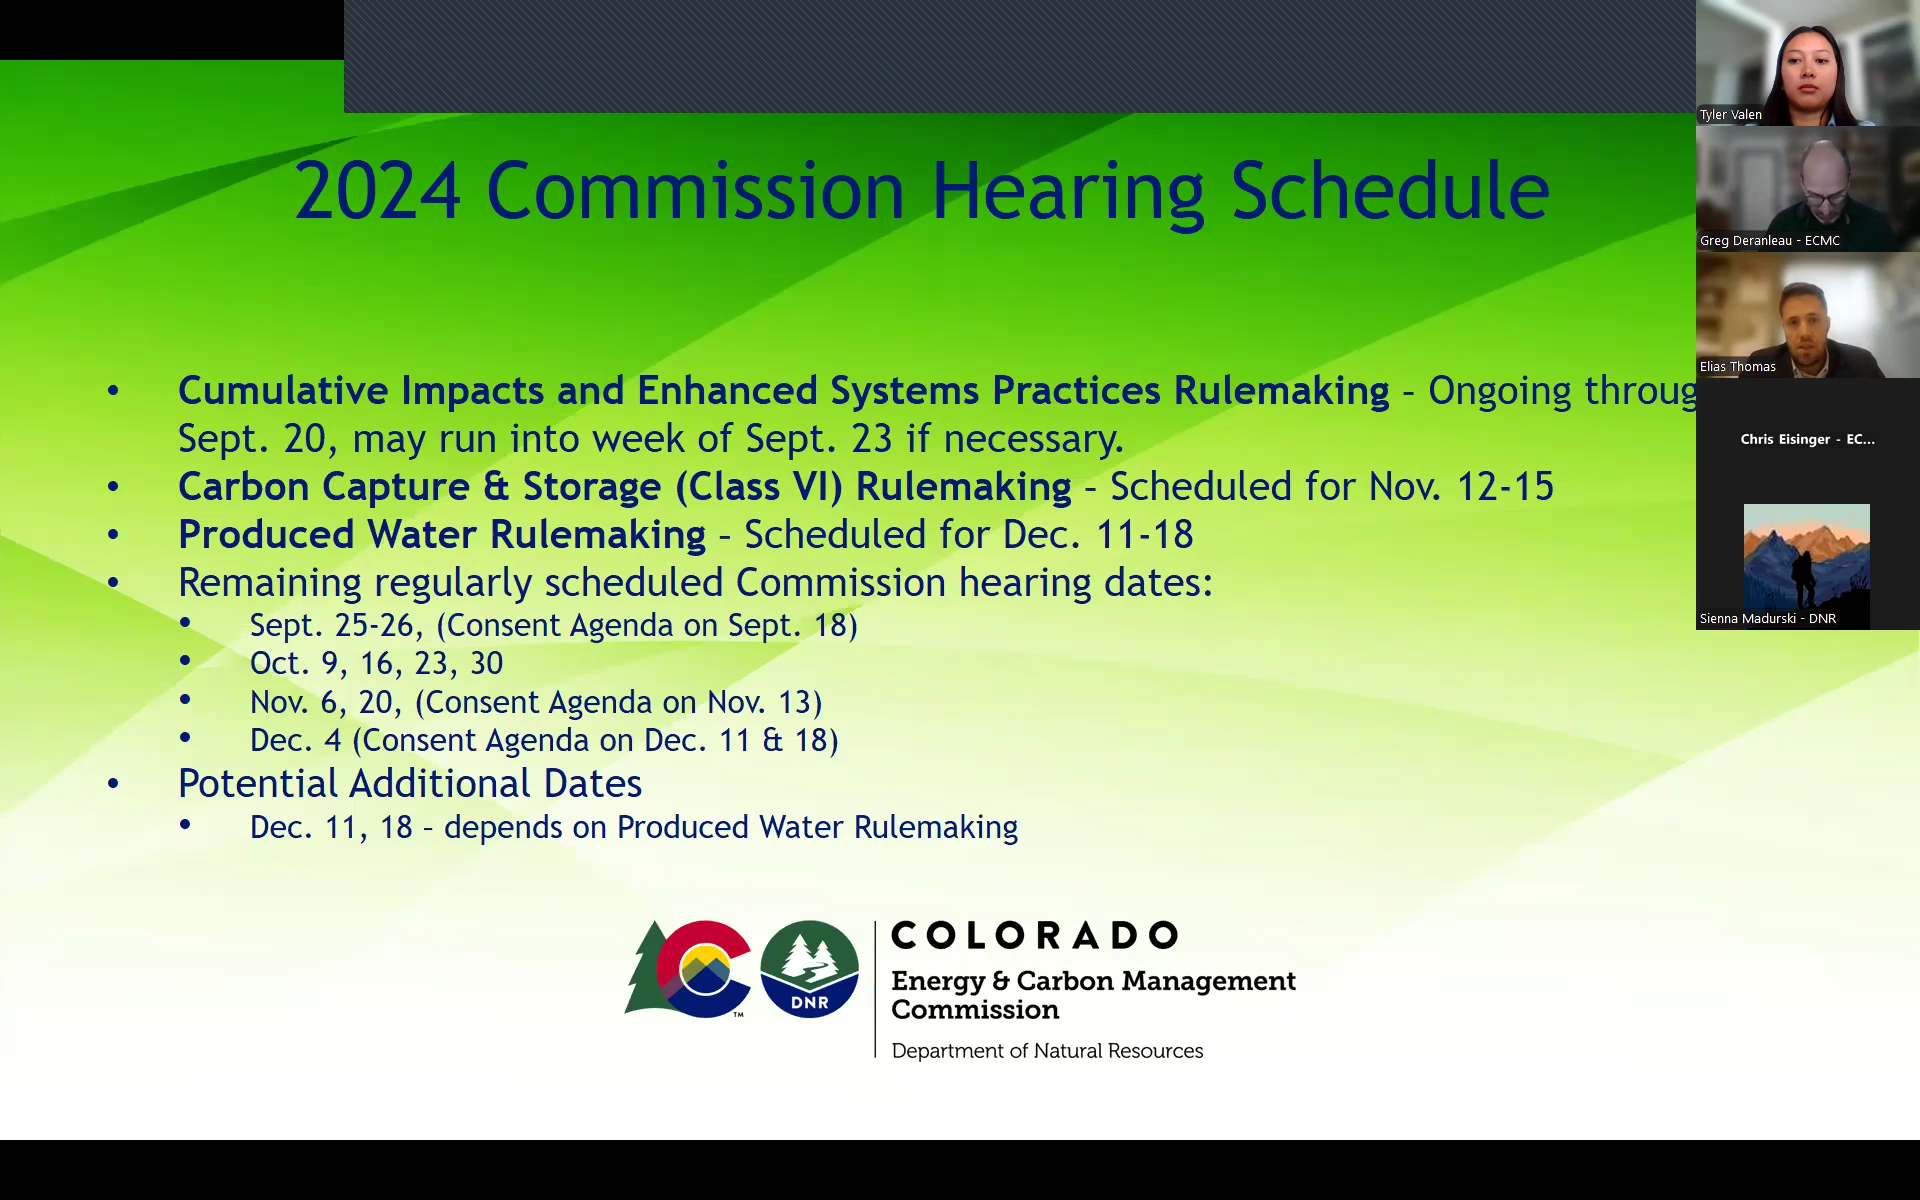 2024 Commission Hearing Schedule
• Cumulative Impacts and Enhanced Systems Practices Rulemaking – Ongoing throug
Sept. 20, may run into week of Sept. 23 if necessary.
• Carbon Capture & Storage (Class VI) Rulemaking – Scheduled for Nov. 12-15
• Produced Water Rulemaking – Scheduled for Dec. 11-18
• Remaining regularly scheduled Commission hearing dates:
• Sept. 25-26, (Consent Agenda on Sept. 18)
• Oct. 9, 16, 23, 30
• Nov. 6, 20, (Consent Agenda on Nov. 13)
• Dec. 4 (Consent Agenda on Dec. 11 & 18)
• Potential Additional Dates
• Dec. 11, 18 – depends on Produced Water Rulemaking
DNR
TM
COLORADO
Energy & Carbon Management
Commission
Department of Natural Resources
Tyler Valen
Greg Deranleau - ECMC
Elias Thomas
Chris Eisinger - EC...
Sienna Madurski - DNR